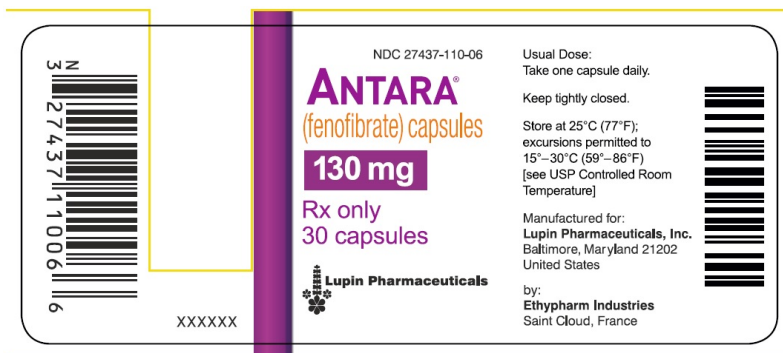 N
3 27437 11006 6
XXXXXX
NDC 27437-110-06
ANTARA®
(fenofibrate) capsules
130 mg
Rx only
30 capsules
Lupin Pharmaceuticals
Usual Dose:
Take one capsule daily.
Keep tightly closed.
Store at 25°C (77°F);
excursions permitted to
15°–30°C (59°–86°F)
[see USP Controlled Room
Temperature]
Manufactured for:
Lupin Pharmaceuticals, Inc.
Baltimore, Maryland 21202
United States
by:
Ethypharm Industries
Saint Cloud, France